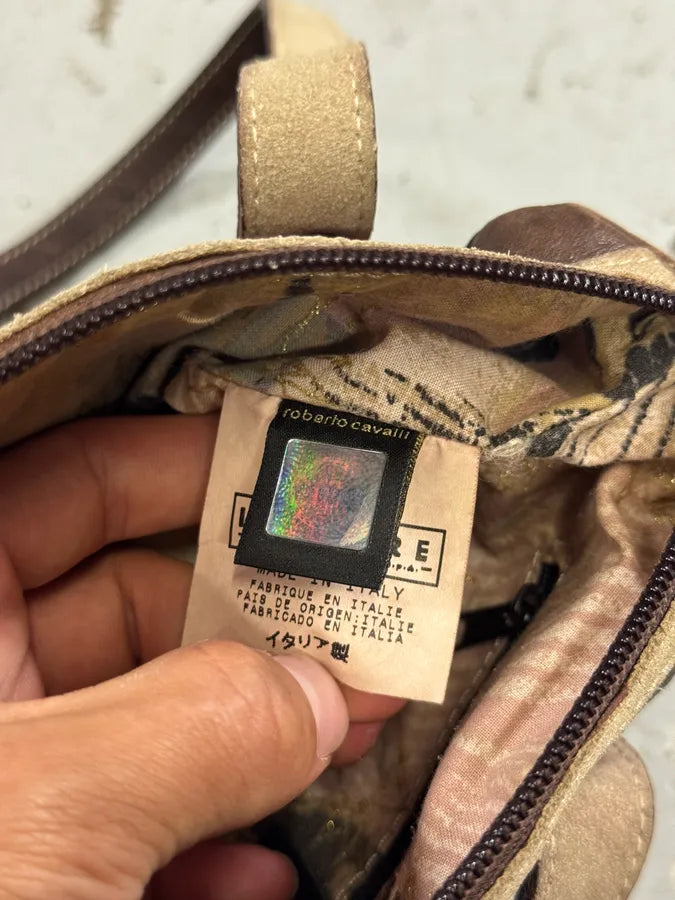 roberto cavalli
RE
.p.a.
MADE IN ITALY
FABRIQUE EN ITALIE
PAIS DE ORIGEN:ITALIE
FABRICADO EN ITALIA
イタリア製